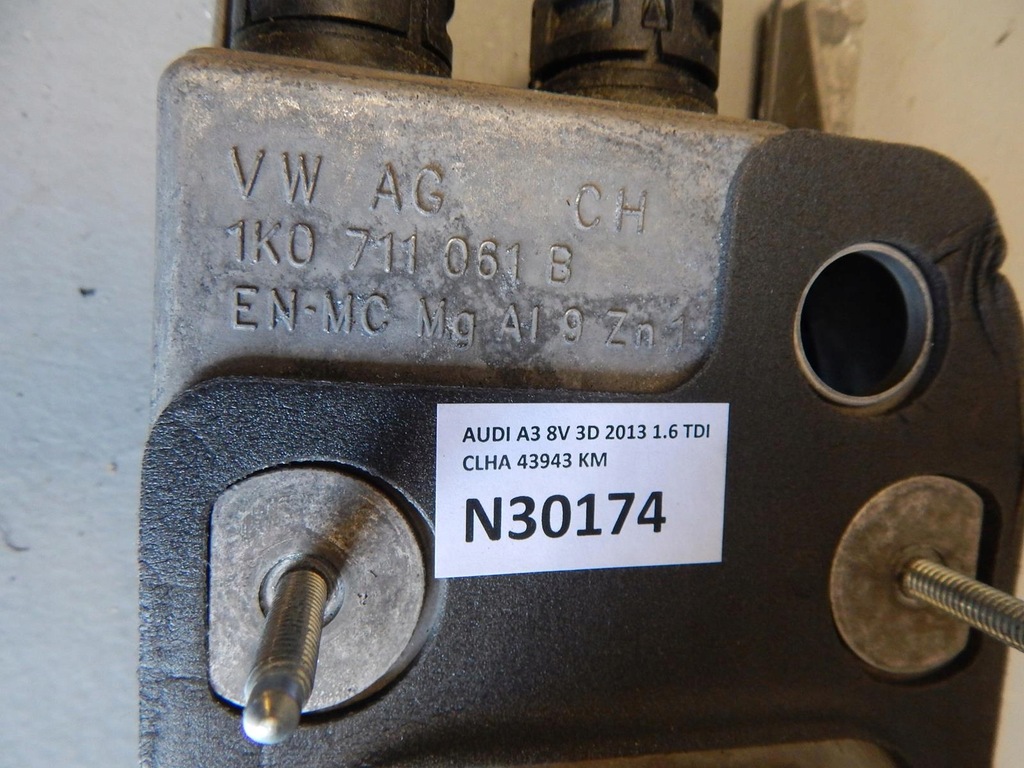 VW AG CH
1K0 711 061 B
EN-MC Mg Al 9 Zn 1
AUDI A3 8V 3D 2013 1.6 TDI
CLHA 43943 KM
N30174